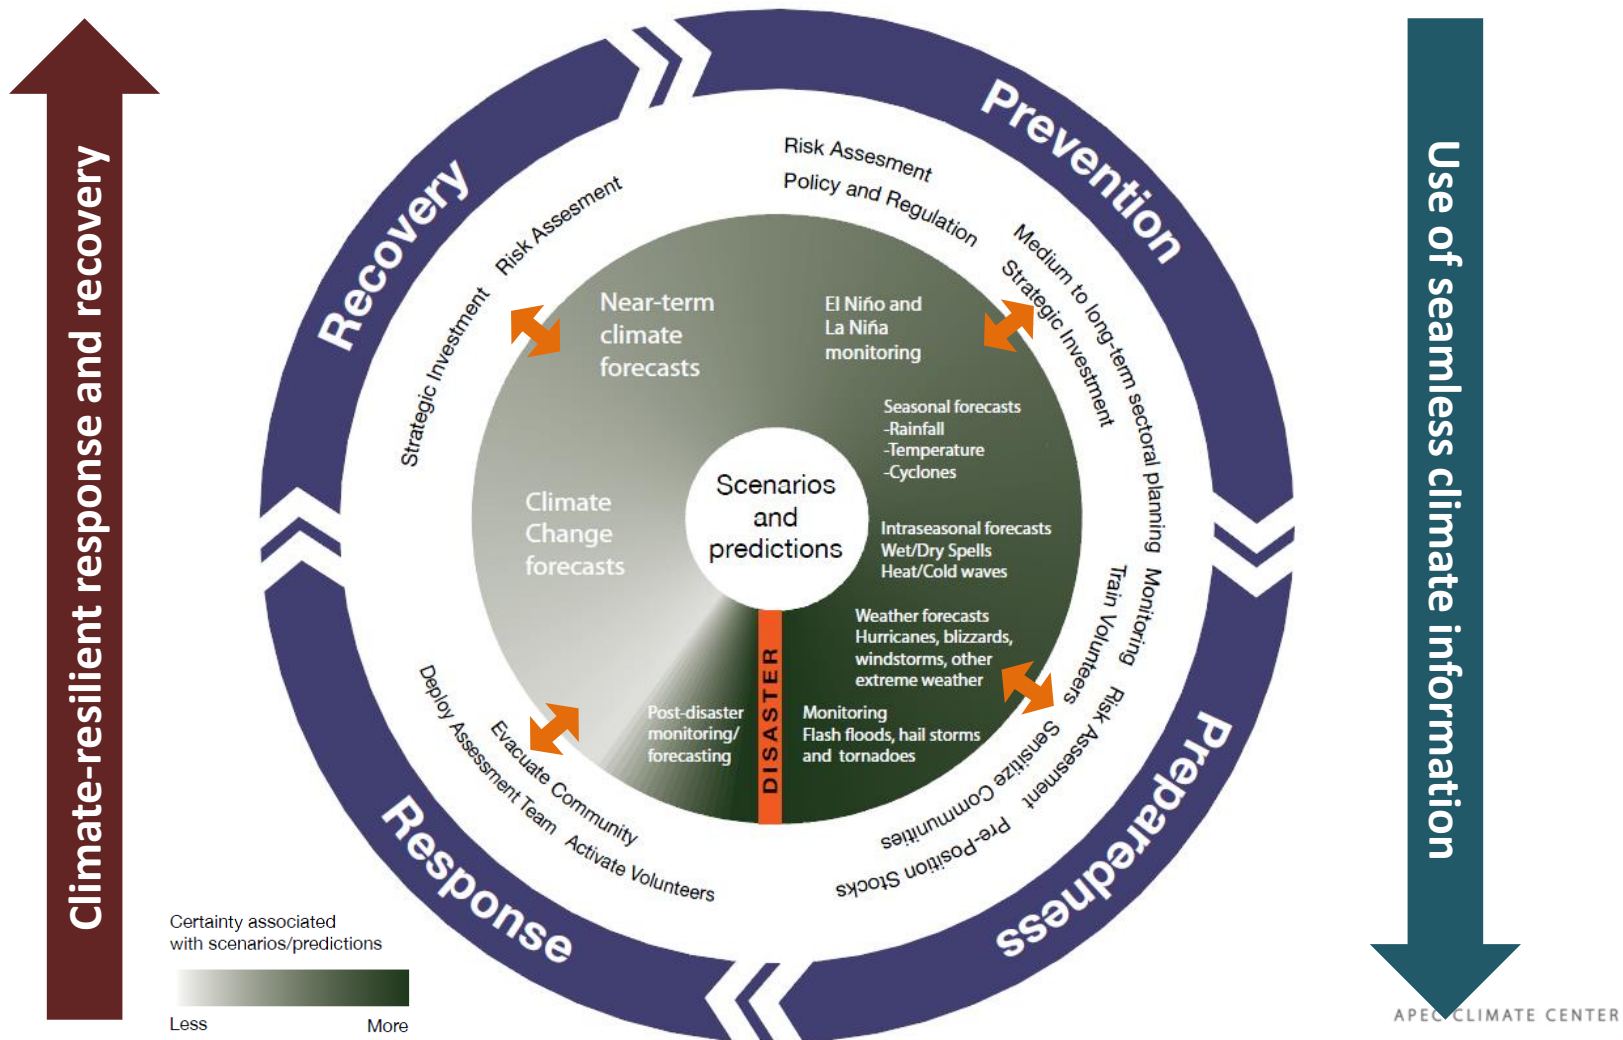 Climate-resilient response and recovery
Recovery
Prevention
Preparedness
Response
Risk Assesment
Policy and Regulation
Medium to long-term sectoral planning
Strategic Investment
Risk Assesment
Strategic Investment
Near-term
climate
forecasts
El Niño and
La Niña
monitoring
Seasonal forecasts
-Rainfall
-Temperature
-Cyclones
Climate
Change
forecasts
Scenarios
and
predictions
Intraseasonal forecasts
Wet/Dry Spells
Heat/Cold waves
Weather forecasts
Hurricanes, blizzards,
windstorms, other
extreme weather
Monitoring
Flash floods, hail storms
and tornadoes
DISASTER
Post-disaster
monitoring/
forecasting
Monitoring
Train Volunteers
Risk Assesment
Sensitize Communities
Pre-Position Stocks
Evacuate Community
Deploy Assessment Team
Activate Volunteers
Certainty associated
with scenarios/predictions
Less
More
Use of seamless climate information
APEC CLIMATE CENTER